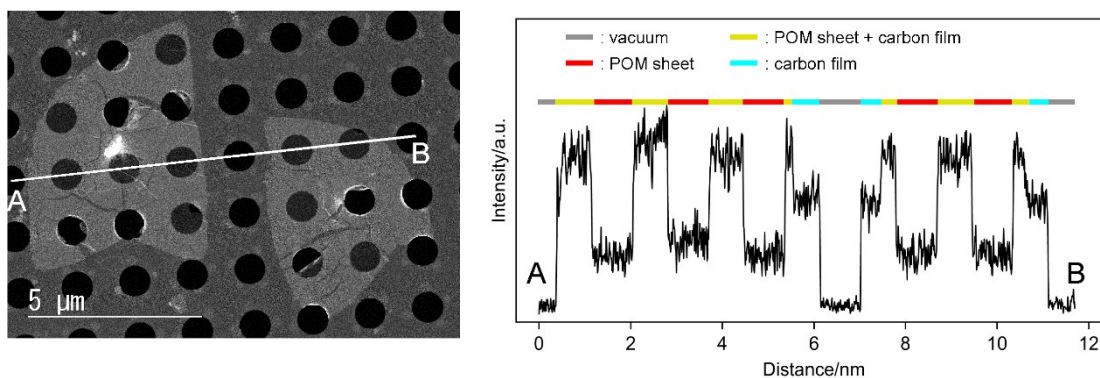 A
B
5 µm
: vacuum
: POM sheet + carbon film
: POM sheet
: carbon film
Intensity/a.u.
A
B
0 2 4 6 8 10 12
Distance/nm